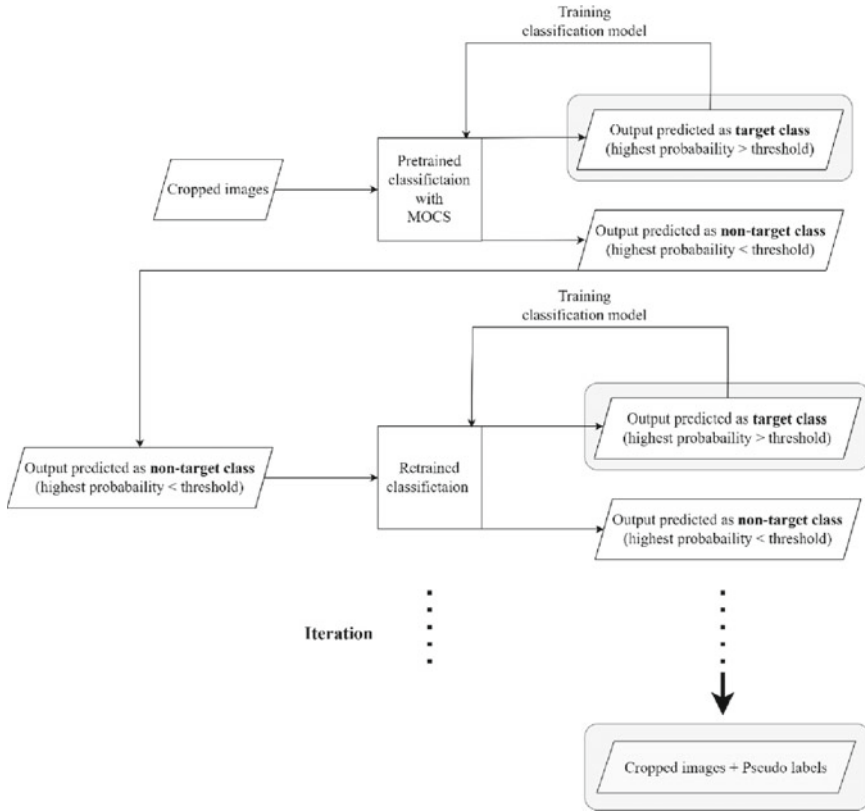 Training
classification model
Output predicted as target class
(highest probabaility > threshold)
Pretrained
classifictaion
with
MOCS
Cropped images
Output predicted as non-target class
(highest probabaility < threshold)
Training
classification model
Output predicted as target class
(highest probabaility > threshold)
Output predicted as non-target class
(highest probabaility < threshold)
Retrained
classifictaion
Output predicted as non-target class
(highest probabaility < threshold)
Iteration
Cropped images + Pseudo labels